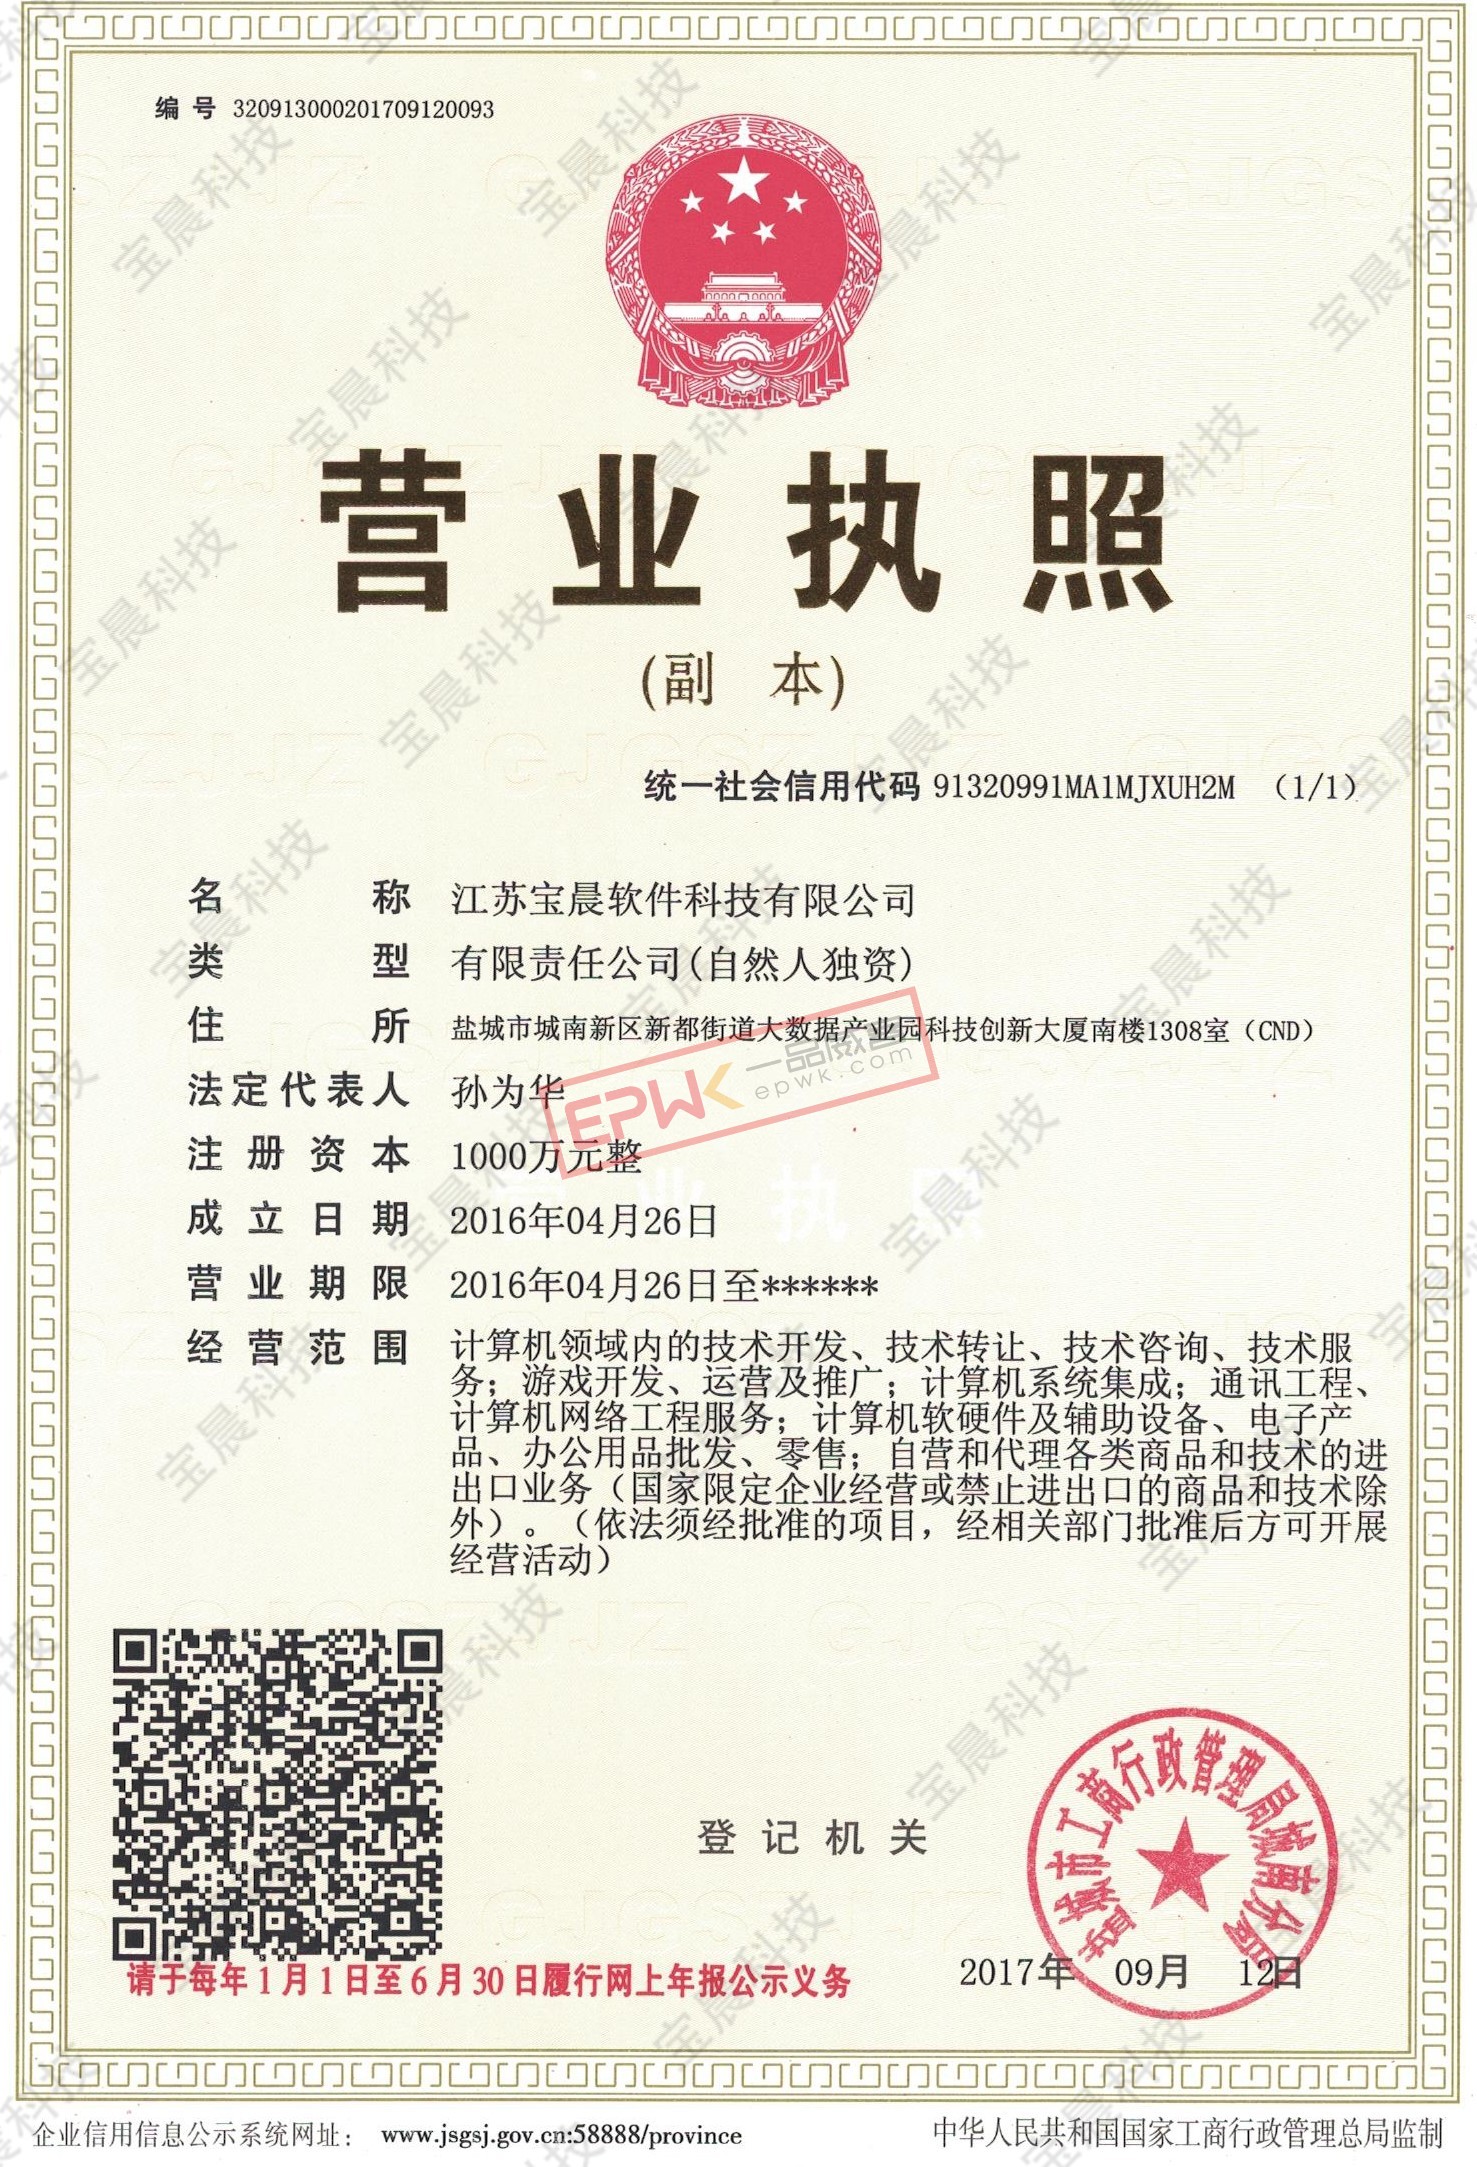 编 号 320913000201709120093
营业执照
(副 本)
统一社会信用代码 91320991MA1MJXUH2M （1/1）
名称 江苏宝晨软件科技有限公司
类型 有限责任公司(自然人独资)
住所 盐城市城南新区新都街道大数据产业园科技创新大厦南楼1308室（CND）
法定代表人 孙为华
EPWK 一品威客
epwk.com
注册资本 1000万元整
营业执照
成立日期 2016年04月26日
营业期限 2016年04月26日至******
经营范围 计算机领域内的技术开发、技术转让、技术咨询、技术服
务；游戏开发、运营及推广；计算机系统集成；通讯工程、
计算机网络工程服务；计算机软硬件及辅助设备、电子产
品、办公用品批发、零售；自营和代理各类商品和技术的进
出口业务（国家限定企业经营或禁止进出口的商品和技术除
外）。（依法须经批准的项目，经相关部门批准后方可开展
经营活动）
登记机关
盐城市工商行政管理局城南分局
2017年 09月 12日
请于每年1月1日至6月30日履行网上年报公示义务
企业信用信息公示系统网址： www.jsgsj.gov.cn:58888/province
中华人民共和国国家工商行政管理总局监制
宝晨科技